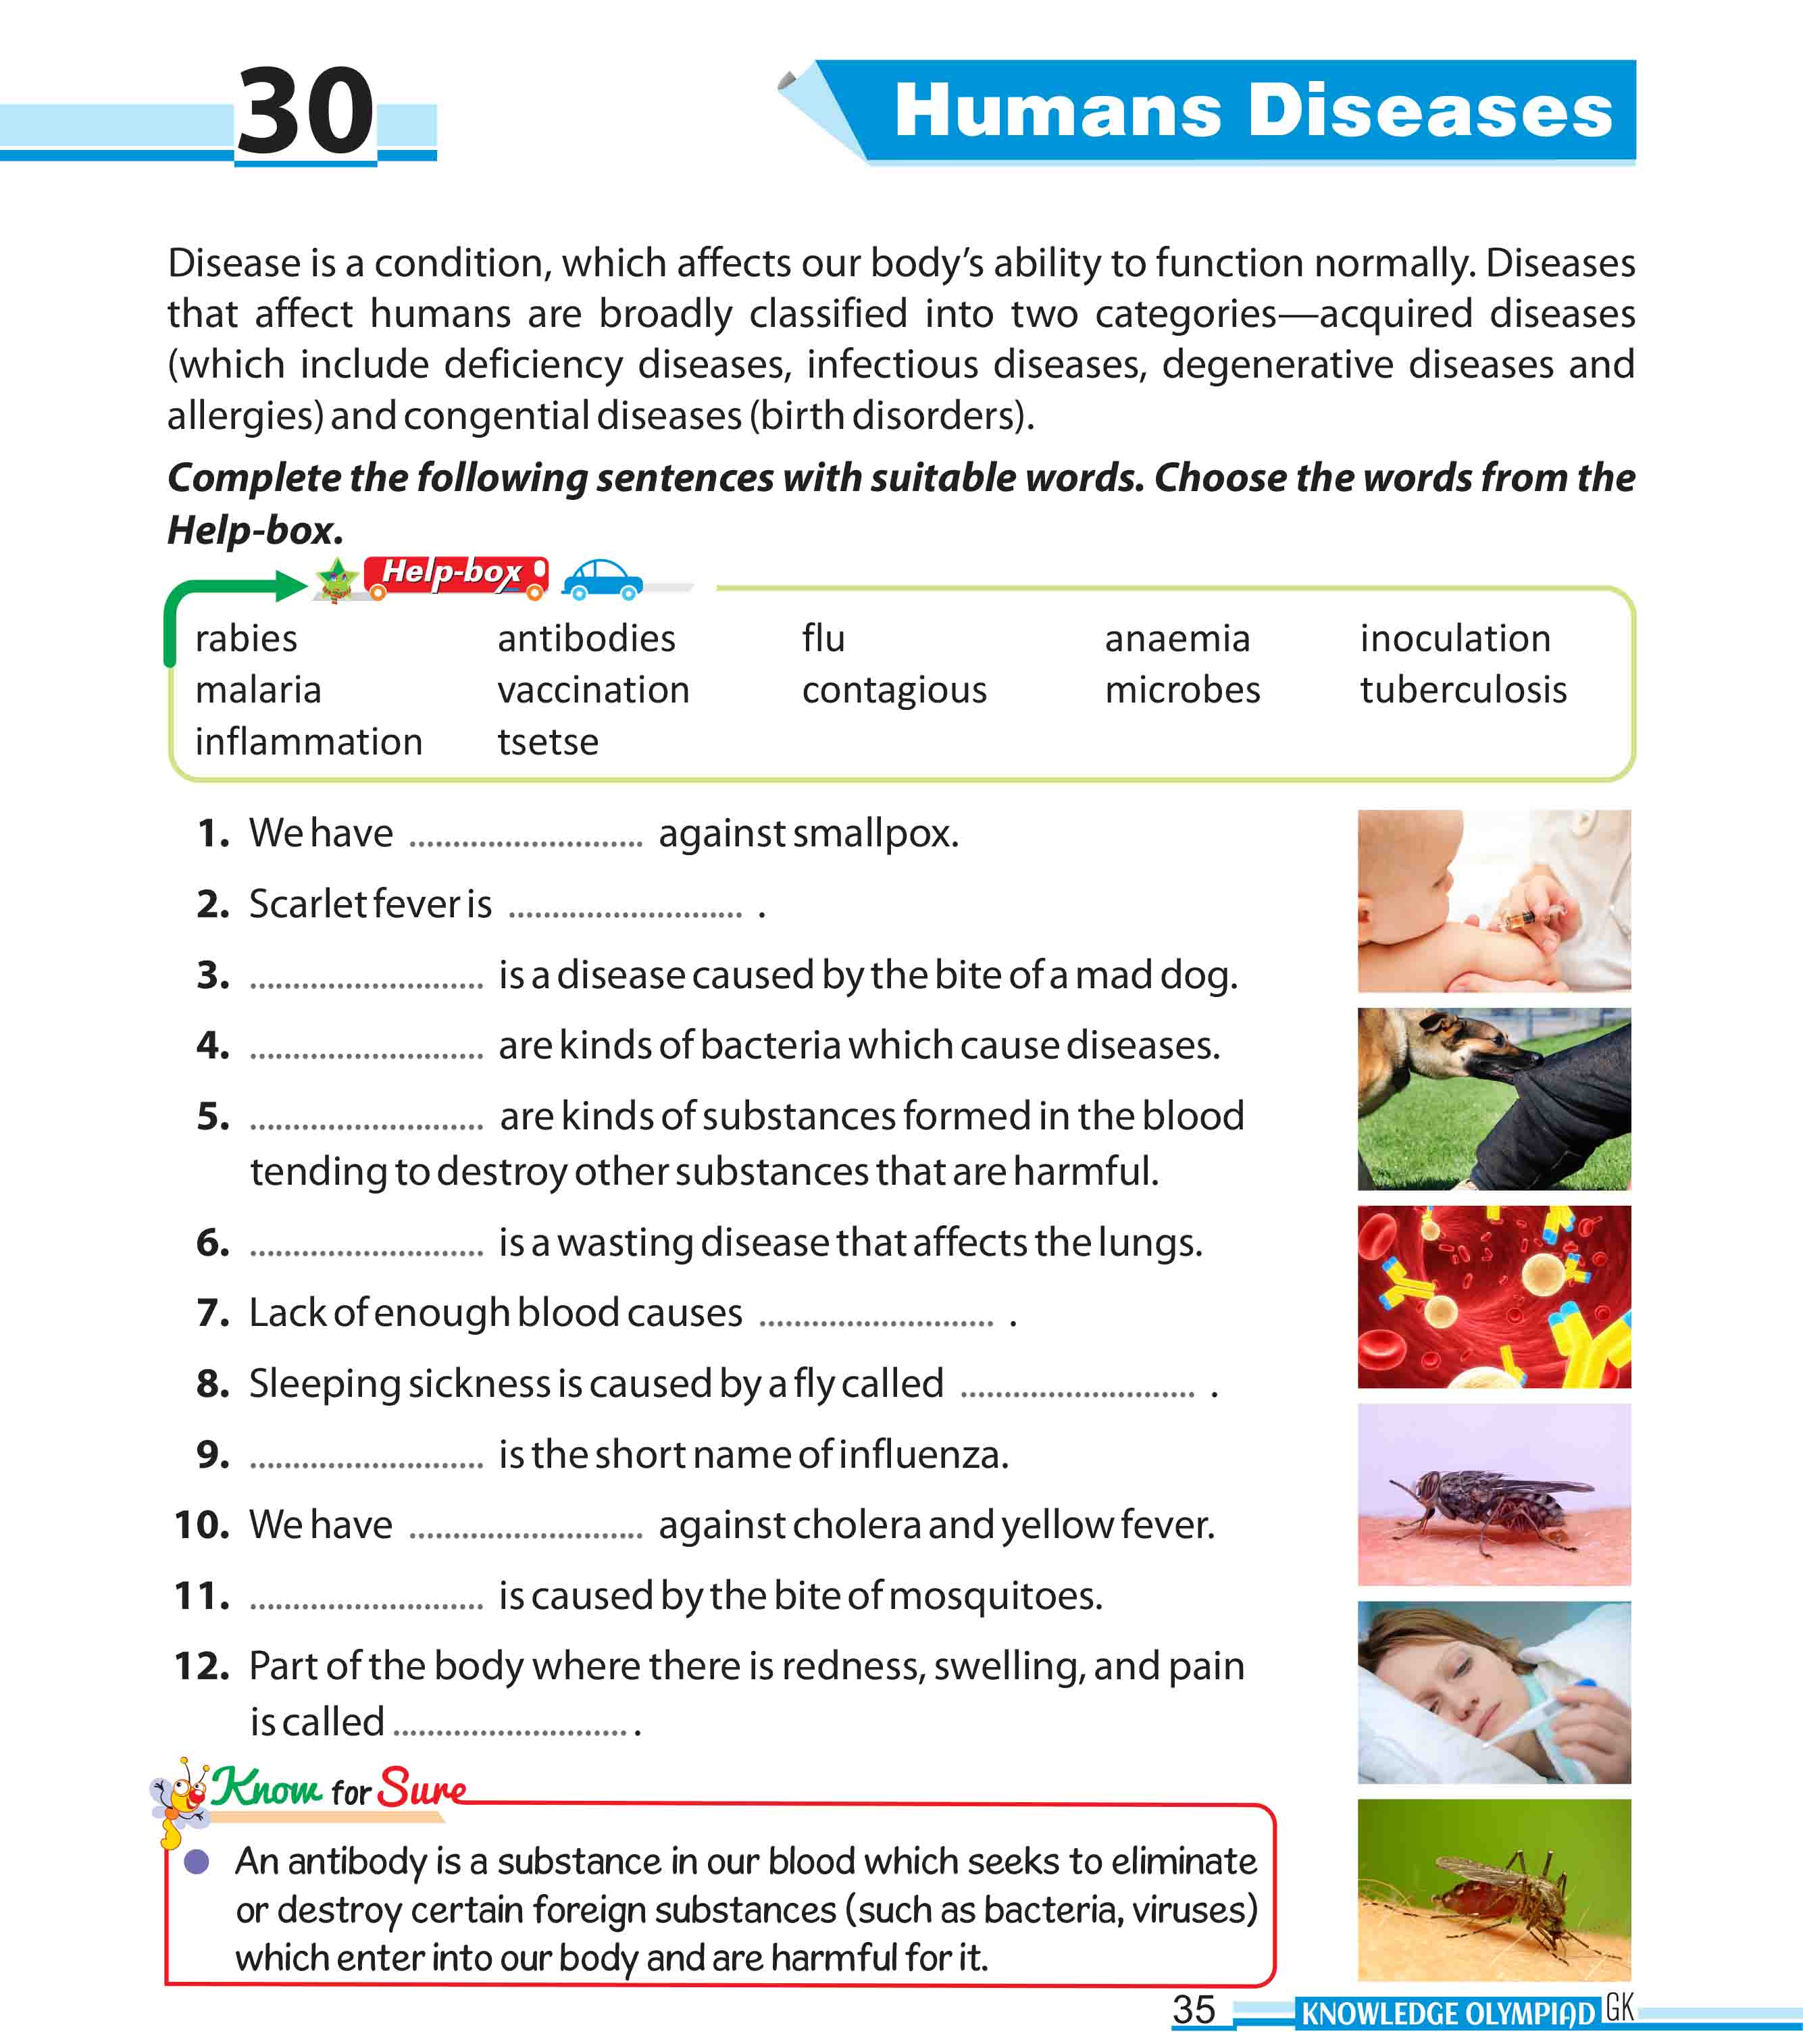 30
Humans Diseases
Disease is a condition, which affects our body's ability to function normally. Diseases
that affect humans are broadly classified into two categories—acquired diseases
(which include deficiency diseases, infectious diseases, degenerative diseases and
allergies) and congential diseases (birth disorders).
Complete the following sentences with suitable words. Choose the words from the
Help-box.
Help-box
rabies antibodies flu anaemia inoculation
malaria vaccination contagious microbes tuberculosis
inflammation tsetse
1. We have ........................... against smallpox.
2. Scarlet fever is ........................... .
3. ........................... is a disease caused by the bite of a mad dog.
4. ........................... are kinds of bacteria which cause diseases.
5. ........................... are kinds of substances formed in the blood
tending to destroy other substances that are harmful.
6. ........................... is a wasting disease that affects the lungs.
7. Lack of enough blood causes ........................... .
8. Sleeping sickness is caused by a fly called ........................... .
9. ........................... is the short name of influenza.
10. We have ........................... against cholera and yellow fever.
11. ........................... is caused by the bite of mosquitoes.
12. Part of the body where there is redness, swelling, and pain
is called ........................... .
Know for Sure
An antibody is a substance in our blood which seeks to eliminate
or destroy certain foreign substances (such as bacteria, viruses)
which enter into our body and are harmful for it.
35 KNOWLEDGE OLYMPIAD GK